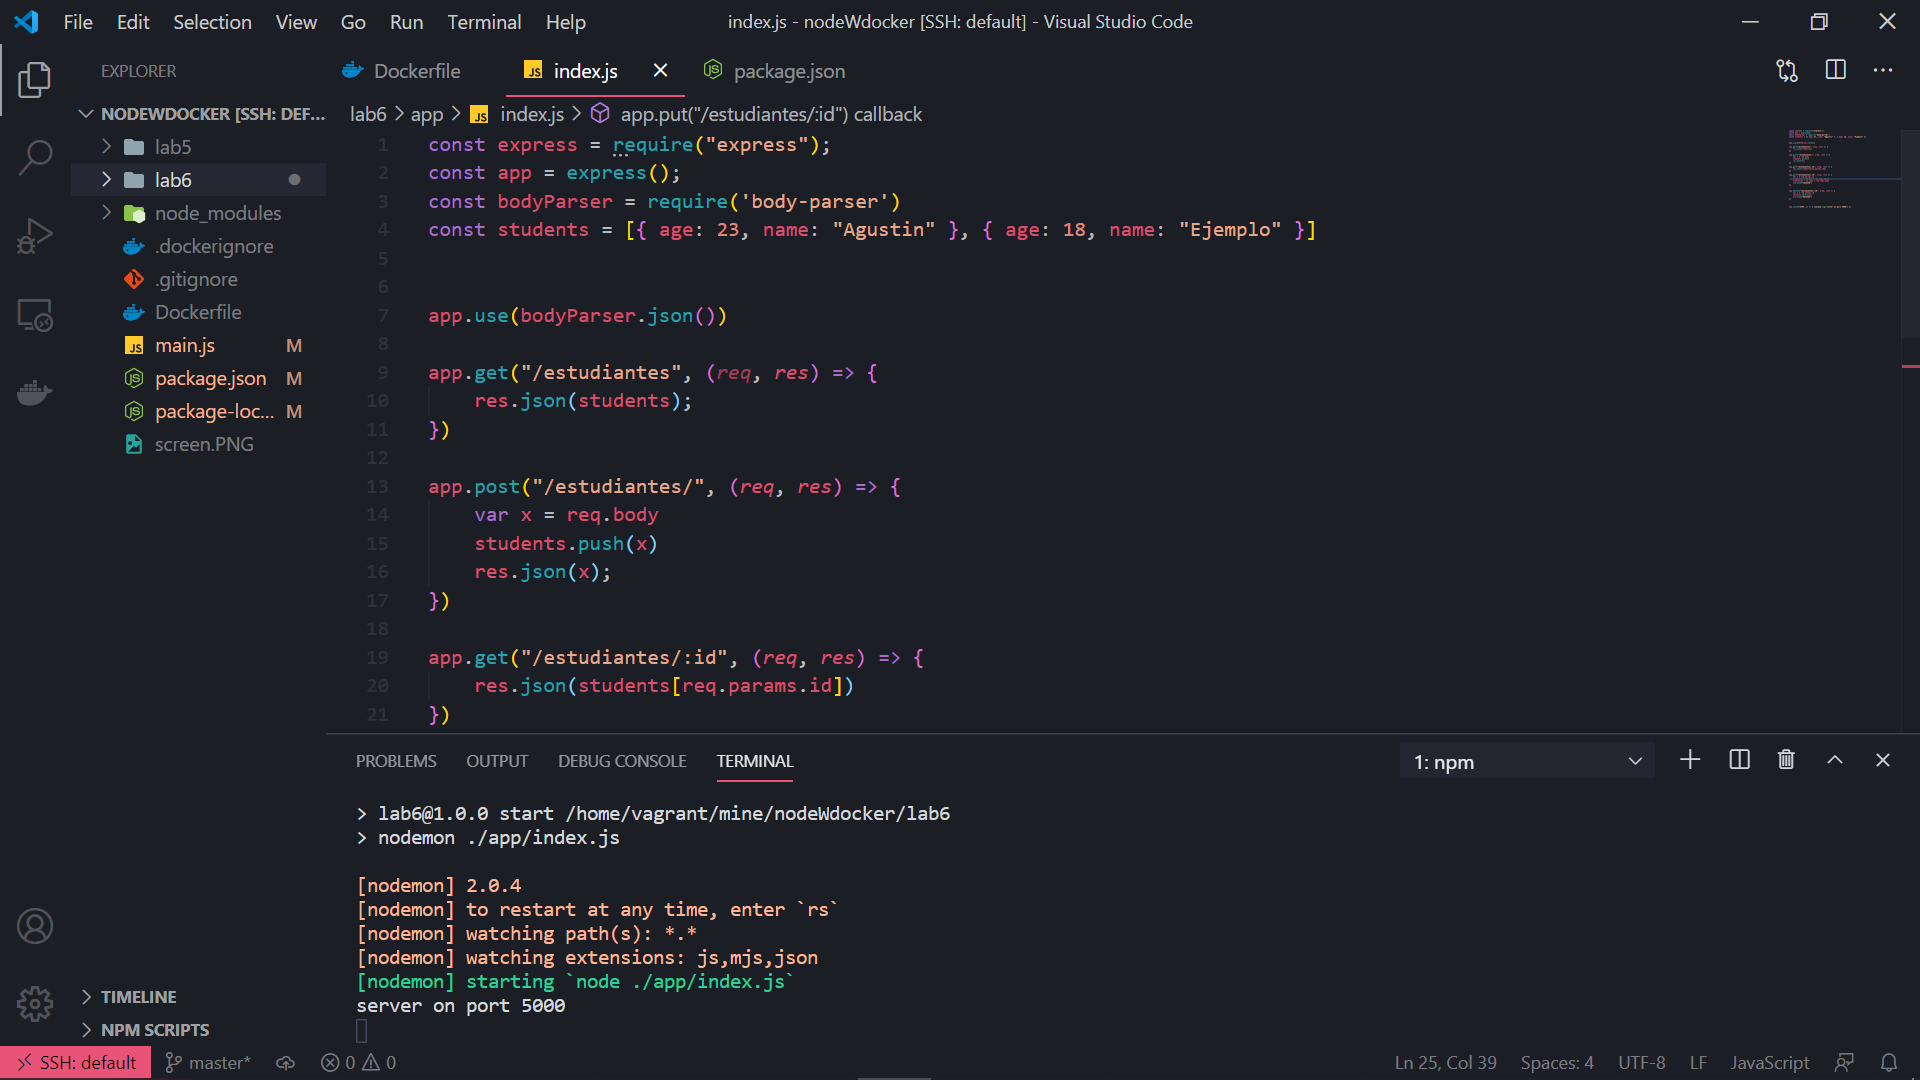 File Edit Selection View Go Run Terminal Help
index.js - nodeWdocker [SSH: default] - Visual Studio Code
EXPLORER
NODEWDOCKER [SSH: DEF...
lab5
lab6
node_modules
.dockerignore
.gitignore
Dockerfile
main.js M
package.json M
package-loc... M
screen.PNG
TIMELINE
NPM SCRIPTS
Dockerfile
index.js
package.json
lab6 > app > index.js > app.put("/estudiantes/:id") callback
1 const express = require("express");
2 const app = express();
3 const bodyParser = require('body-parser')
4 const students = [{ age: 23, name: "Agustin" }, { age: 18, name: "Ejemplo" }]
5
6
7 app.use(bodyParser.json())
8
9 app.get("/estudiantes", (req, res) => {
10 res.json(students);
11 })
12
13 app.post("/estudiantes/", (req, res) => {
14 var x = req.body
15 students.push(x)
16 res.json(x);
17 })
18
19 app.get("/estudiantes/:id", (req, res) => {
20 res.json(students[req.params.id])
21 })
PROBLEMS OUTPUT DEBUG CONSOLE TERMINAL
1: npm
> lab6@1.0.0 start /home/vagrant/mine/nodeWdocker/lab6
> nodemon ./app/index.js
[nodemon] 2.0.4
[nodemon] to restart at any time, enter `rs`
[nodemon] watching path(s): *.*
[nodemon] watching extensions: js,mjs,json
[nodemon] starting `node ./app/index.js`
server on port 5000
SSH: default master* 0 0
Ln 25, Col 39 Spaces: 4 UTF-8 LF JavaScript